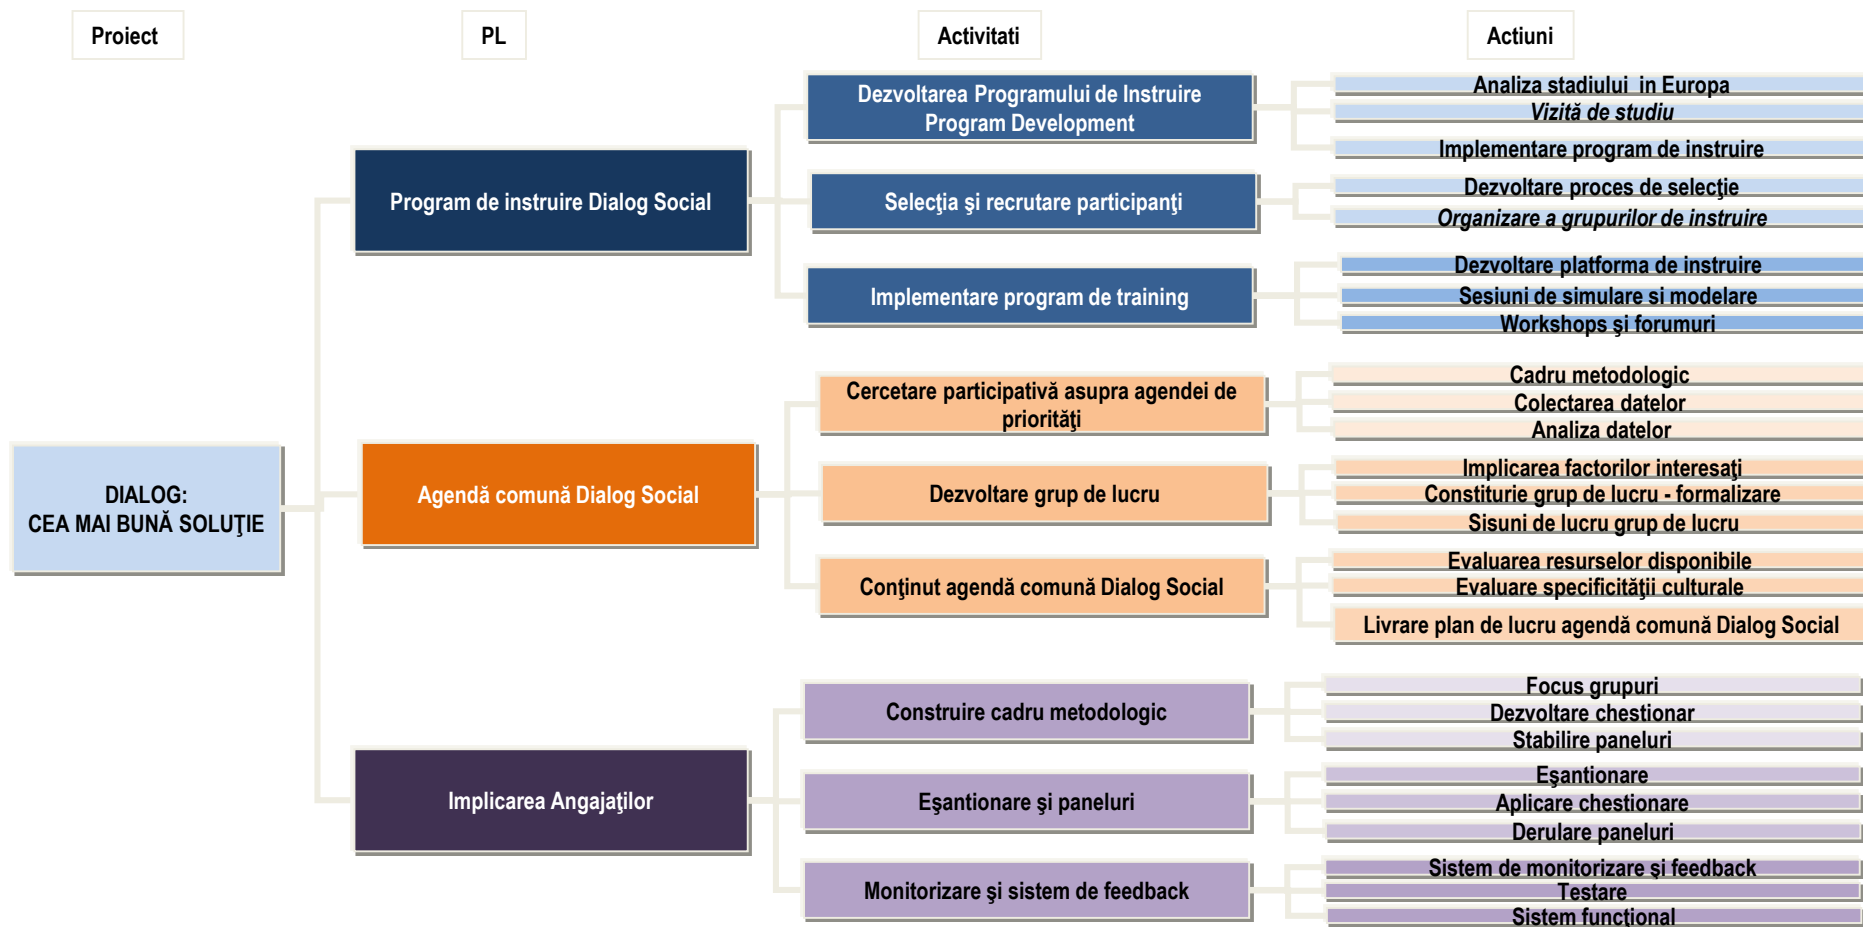 Proiect
PL
Activitati
Actiuni
DIALOG:
CEA MAI BUNĂ SOLUŢIE
Program de instruire Dialog Social
Dezvoltarea Programului de Instruire
Program Development
Analiza stadiului in Europa
Vizită de studiu
Implementare program de instruire
Selecţia şi recrutare participanţi
Dezvoltare proces de selecţie
Organizare a grupurilor de instruire
Implementare program de training
Dezvoltare platforma de instruire
Sesiuni de simulare si modelare
Workshops şi forumuri
Agendă comună Dialog Social
Cercetare participativă asupra agendei de
priorităţi
Cadru metodologic
Colectarea datelor
Analiza datelor
Dezvoltare grup de lucru
Implicarea factorilor interesaţi
Constiturie grup de lucru - formalizare
Sisuni de lucru grup de lucru
Conţinut agendă comună Dialog Social
Evaluarea resurselor disponibile
Evaluare specificităţii culturale
Livrare plan de lucru agendă comună Dialog Social
Implicarea Angajaţilor
Construire cadru metodologic
Focus grupuri
Dezvoltare chestionar
Stabilire paneluri
Eşantionare şi paneluri
Eşantionare
Aplicare chestionare
Derulare paneluri
Monitorizare şi sistem de feedback
Sistem de monitorizare şi feedback
Testare
Sistem funcţional